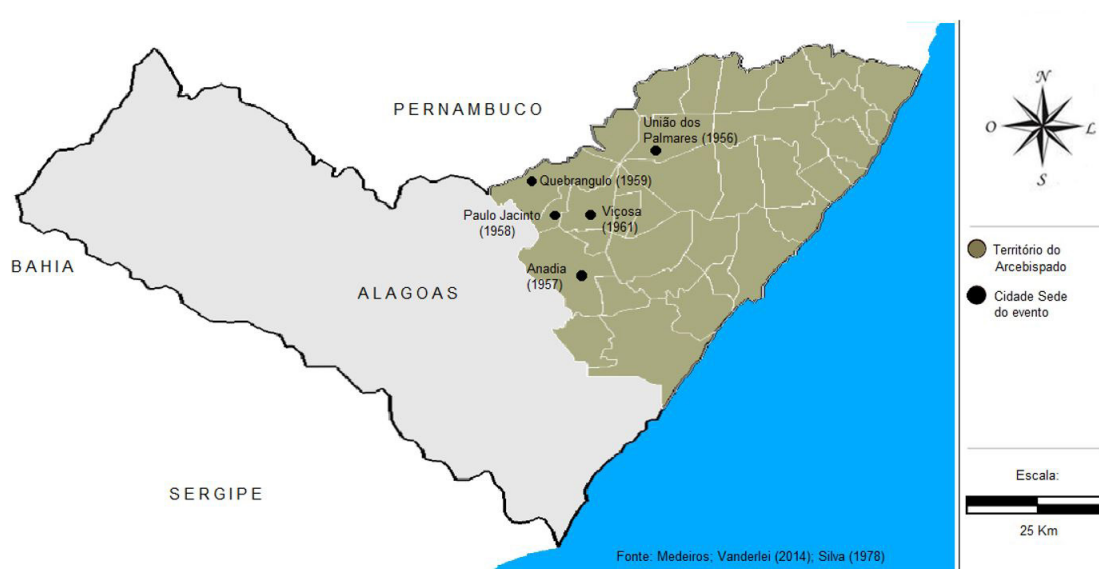 PERNAMBUCO
União dos
Palmares (1956)
Quebrangulo (1959)
Paulo Jacinto
(1958)
Viçosa
(1961)
Anadia
(1957)
BAHIA
ALAGOAS
SERGIPE
Fonte: Medeiros; Vanderlei (2014); Silva (1978)
N
O
L
S
Território do
Arcebispado
Cidade Sede
do evento
Escala:
25 Km